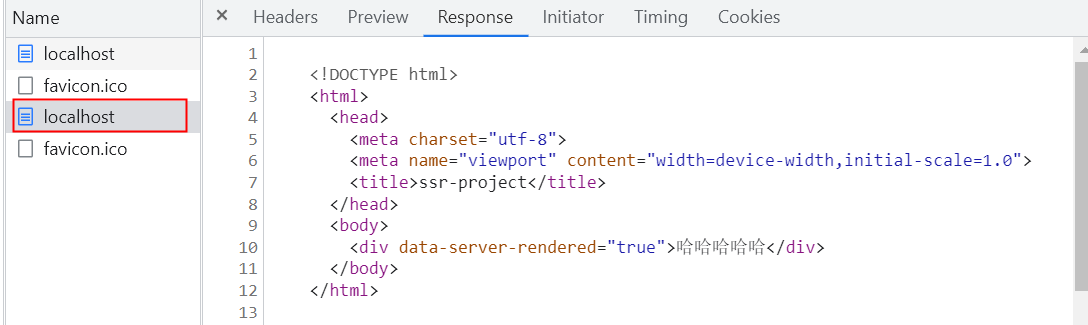 Name
localhost
favicon.ico
localhost
favicon.ico
× Headers Preview Response Initiator Timing Cookies
1
2 <!DOCTYPE html>
3 <html>
4 <head>
5 <meta charset="utf-8">
6 <meta name="viewport" content="width=device-width,initial-scale=1.0">
7 <title>ssr-project</title>
8 </head>
9 <body>
10 <div data-server-rendered="true">哈哈哈哈哈</div>
11 </body>
12 </html>
13